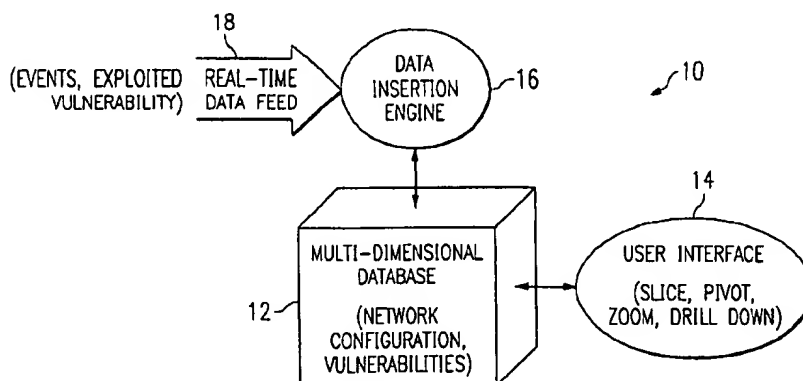 18
(EVENTS, EXPLOITED
VULNERABILITY)
REAL-TIME
DATA FEED
DATA
INSERTION
ENGINE
16
10
MULTI-DIMENSIONAL
DATABASE
(NETWORK
CONFIGURATION,
VULNERABILITIES)
12
14
USER INTERFACE
(SLICE, PIVOT,
ZOOM, DRILL DOWN)